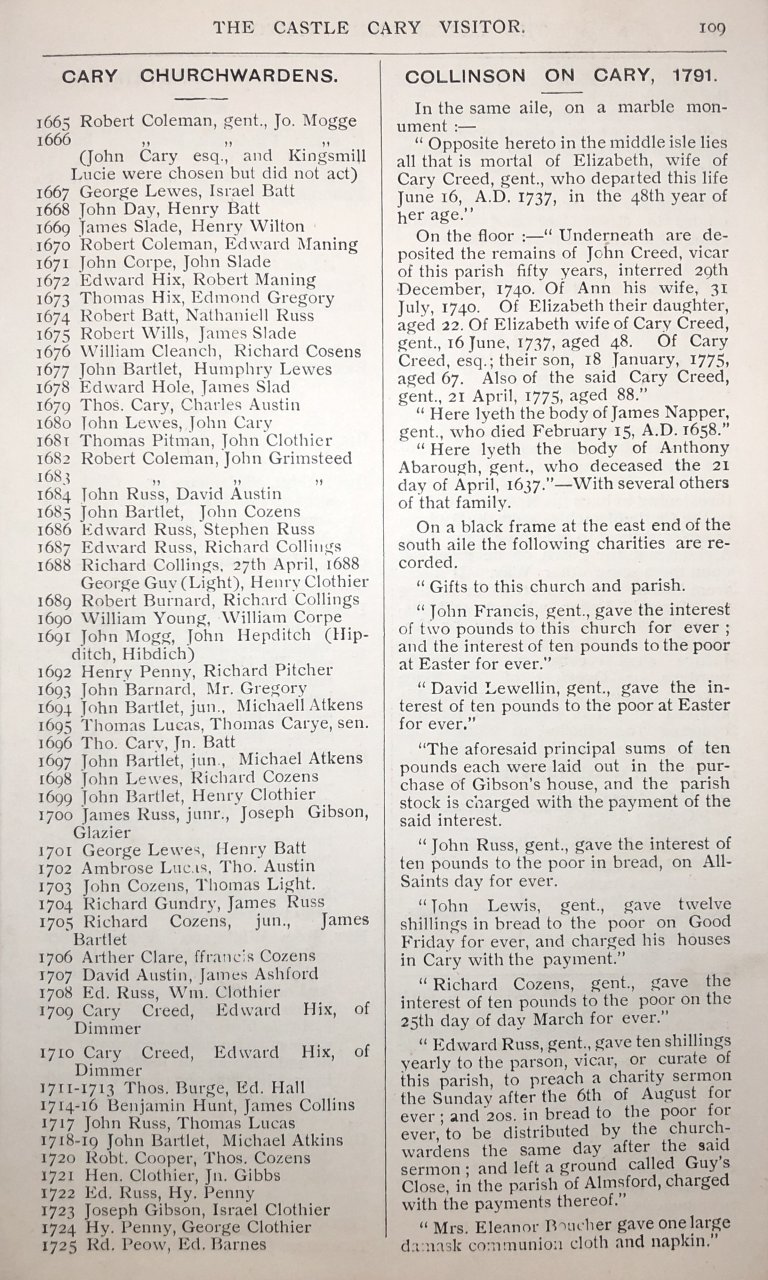 THE CASTLE CARY VISITOR.
109
CARY CHURCHWARDENS.
1665 Robert Coleman, gent., Jo. Mogge
1666 „ „ „
(John Cary esq., and Kingsmill
Lucie were chosen but did not act)
1667 George Lewes, Israel Batt
1668 John Day, Henry Batt
1669 James Slade, Henry Wilton
1670 Robert Coleman, Edward Maning
1671 John Corpe, John Slade
1672 Edward Hix, Robert Maning
1673 Thomas Hix, Edmond Gregory
1674 Robert Batt, Nathaniell Russ
1675 Robert Wills, James Slade
1676 William Cleanch, Richard Cosens
1677 John Bartlet, Humphry Lewes
1678 Edward Hole, James Slad
1679 Thos. Cary, Charles Austin
1680 John Lewes, John Cary
1681 Thomas Pitman, John Clothier
1682 Robert Coleman, John Grimsteed
1683 „ „ „
1684 John Russ, David Austin
1685 John Bartlet, John Cozens
1686 Edward Russ, Stephen Russ
1687 Edward Russ, Richard Collings
1688 Richard Collings, 27th April, 1688
George Guy (Light), Henry Clothier
1689 Robert Burnard, Richard Collings
1690 William Young, William Corpe
1691 John Mogg, John Hepditch (Hip-
ditch, Hibdich)
1692 Henry Penny, Richard Pitcher
1693 John Barnard, Mr. Gregory
1694 John Bartlet, jun., Michaell Atkens
1695 Thomas Lucas, Thomas Carye, sen.
1696 Tho. Cary, Jn. Batt
1697 John Bartlet, jun., Michael Atkens
1698 John Lewes, Richard Cozens
1699 John Bartlet, Henry Clothier
1700 James Russ, junr., Joseph Gibson,
Glazier
1701 George Lewes, Henry Batt
1702 Ambrose Lucas, Tho. Austin
1703 John Cozens, Thomas Light.
1704 Richard Gundry, James Russ
1705 Richard Cozens, jun., James
Bartlet
1706 Arther Clare, ffrancis Cozens
1707 David Austin, James Ashford
1708 Ed. Russ, Wm. Clothier
1709 Cary Creed, Edward Hix, of
Dimmer
1710 Cary Creed, Edward Hix, of
Dimmer
1711-1713 Thos. Burge, Ed. Hall
1714-16 Benjamin Hunt, James Collins
1717 John Russ, Thomas Lucas
1718-19 John Bartlet, Michael Atkins
1720 Robt. Cooper, Thos. Cozens
1721 Hen. Clothier, Jn. Gibbs
1722 Ed. Russ, Hy. Penny
1723 Joseph Gibson, Israel Clothier
1724 Hy. Penny, George Clothier
1725 Rd. Peow, Ed. Barnes
COLLINSON ON CARY, 1791.
In the same aile, on a marble mon-
ument :—
“ Opposite hereto in the middle isle lies
all that is mortal of Elizabeth, wife of
Cary Creed, gent., who departed this life
June 16, A.D. 1737, in the 48th year of
her age.”
On the floor :—“ Underneath are de-
posited the remains of John Creed, vicar
of this parish fifty years, interred 29th
December, 1740. Of Ann his wife, 31
July, 1740. Of Elizabeth their daughter,
aged 22. Of Elizabeth wife of Cary Creed,
gent., 16 June, 1737, aged 48. Of Cary
Creed, esq.; their son, 18 January, 1775,
aged 67. Also of the said Cary Creed,
gent., 21 April, 1775, aged 88.”
“ Here lyeth the body of James Napper,
gent., who died February 15, A.D. 1658.”
“ Here lyeth the body of Anthony
Abarough, gent., who deceased the 21
day of April, 1637.”—With several others
of that family.
On a black frame at the east end of the
south aile the following charities are re-
corded.
“ Gifts to this church and parish.
“ John Francis, gent., gave the interest
of two pounds to this church for ever ;
and the interest of ten pounds to the poor
at Easter for ever.”
“ David Lewellin, gent., gave the in-
terest of ten pounds to the poor at Easter
for ever.”
“The aforesaid principal sums of ten
pounds each were laid out in the pur-
chase of Gibson’s house, and the parish
stock is charged with the payment of the
said interest.
“ John Russ, gent., gave the interest of
ten pounds to the poor in bread, on All-
Saints day for ever.
“John Lewis, gent., gave twelve
shillings in bread to the poor on Good
Friday for ever, and charged his houses
in Cary with the payment.”
“ Richard Cozens, gent., gave the
interest of ten pounds to the poor on the
25th day of day March for ever.”
“ Edward Russ, gent., gave ten shillings
yearly to the parson, vicar, or curate of
this parish, to preach a charity sermon
the Sunday after the 6th of August for
ever ; and 20s. in bread to the poor for
ever, to be distributed by the church-
wardens the same day after the said
sermon ; and left a ground called Guy’s
Close, in the parish of Almsford, charged
with the payments thereof.”
“ Mrs. Eleanor Boucher gave one large
damask communion cloth and napkin.”